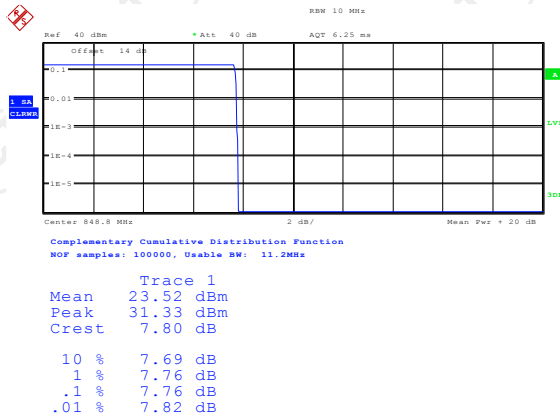 RBW 10 MHz
Ref 40 dBm * Att 40 dB AQT 6.25 ms
Offset 14 dB
0.1
A
0.01
1 SA
CLRWR
1E-3
LVL
1E-4
1E-5
3DB
Center 848.8 MHz 2 dB/ Mean Pwr + 20 dB
Complementary Cumulative Distribution Function
NOF samples: 100000, Usable BW: 11.2MHz
Trace 1
Mean 23.52 dBm
Peak 31.33 dBm
Crest 7.80 dB
10 % 7.69 dB
1 % 7.76 dB
.1 % 7.76 dB
.01 % 7.82 dB